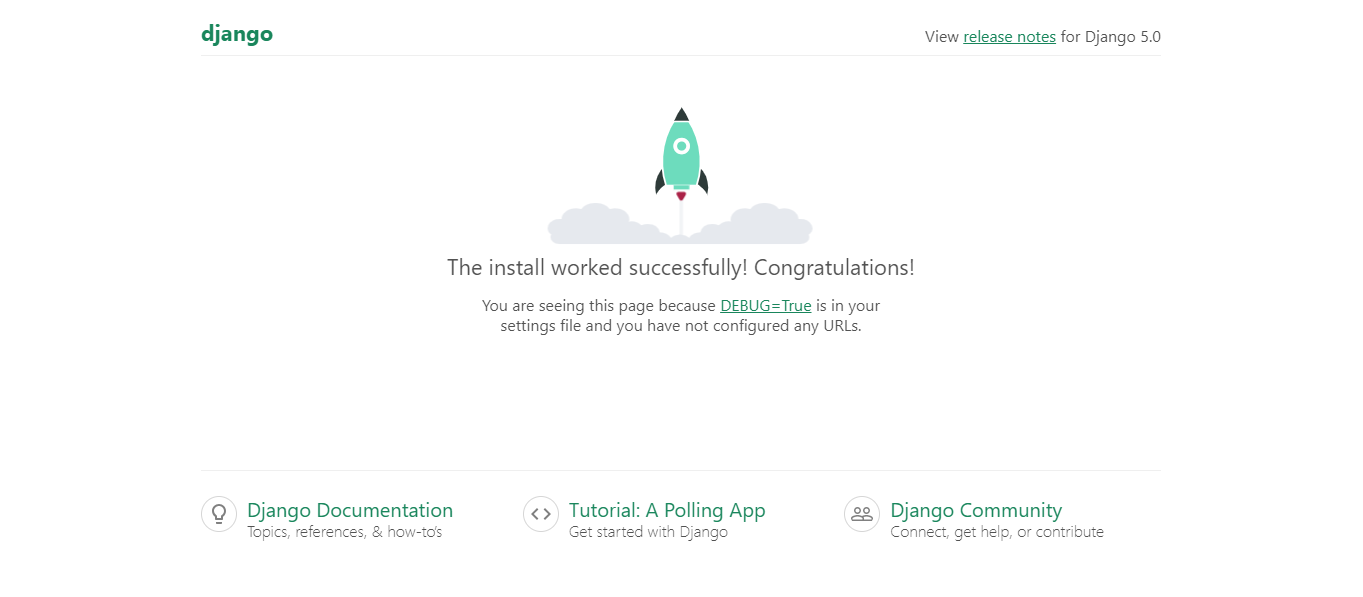 django
View release notes for Django 5.0
The install worked successfully! Congratulations!
You are seeing this page because DEBUG=True is in your
settings file and you have not configured any URLs.
Django Documentation
Topics, references, & how-to’s
Tutorial: A Polling App
Get started with Django
Django Community
Connect, get help, or contribute